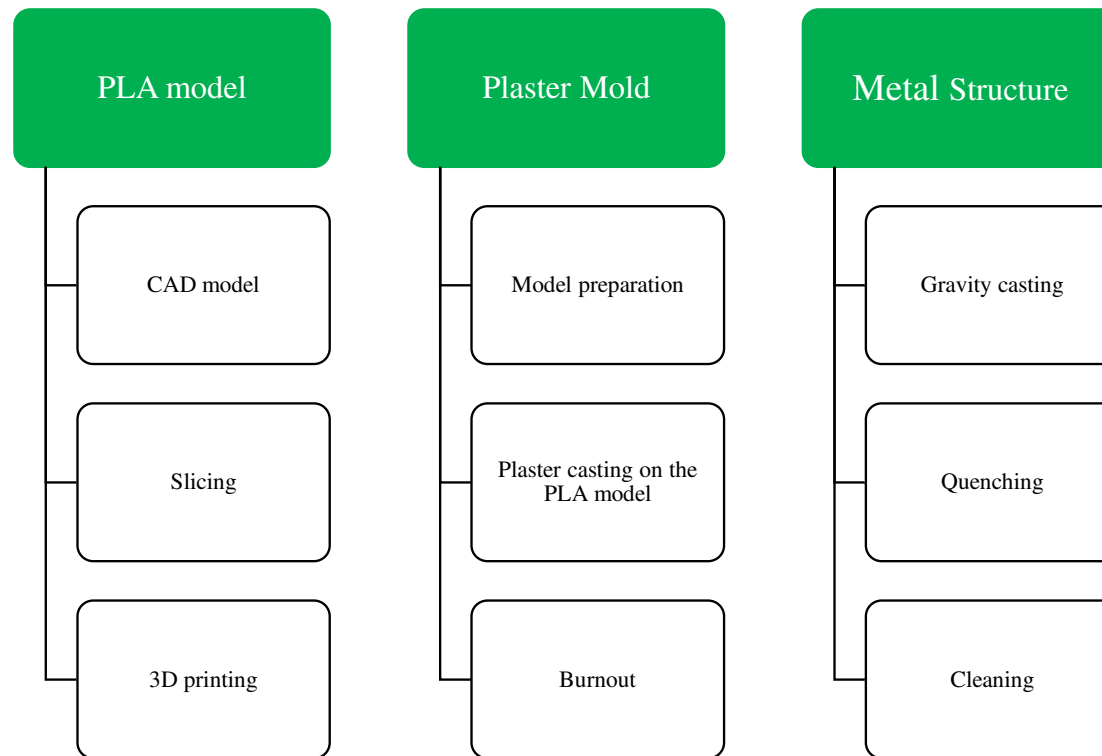 PLA model
CAD model
Slicing
3D printing
Plaster Mold
Model preparation
Plaster casting on the
PLA model
Burnout
Metal Structure
Gravity casting
Quenching
Cleaning